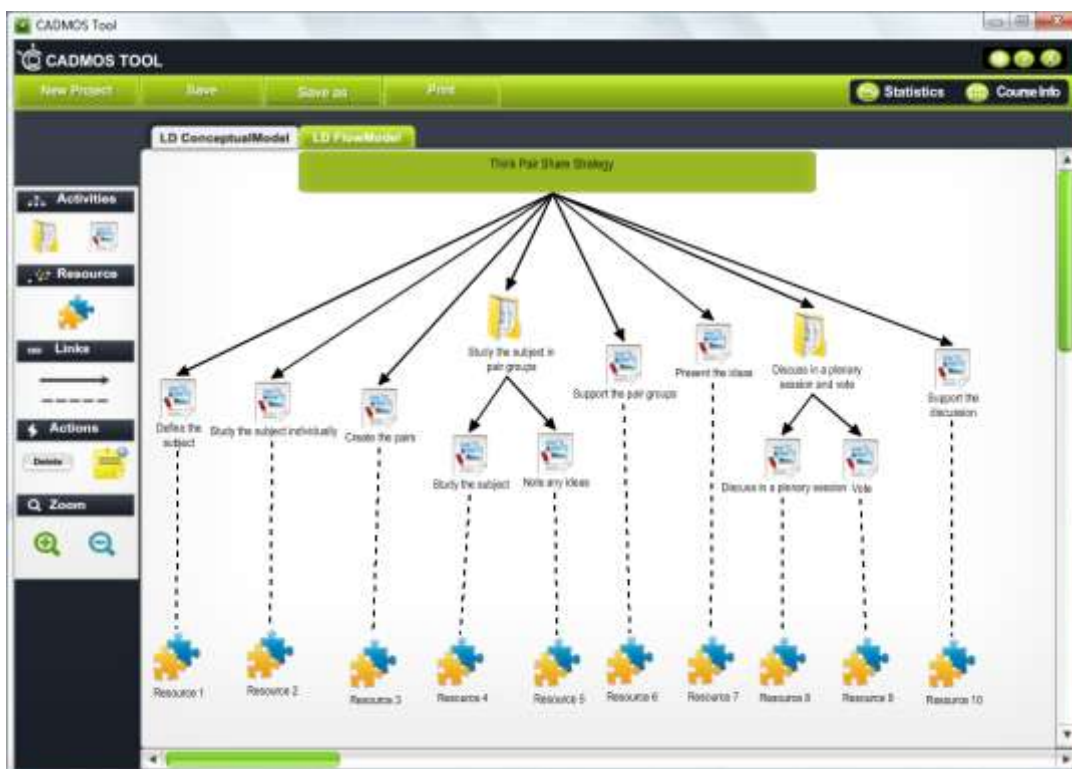 CADMOS Tool
CADMOS TOOL
New Project
Save
Save as
Print
Statistics
Course Info
LD ConceptualModel
LD FlowModel
Think Pair Share Strategy
Activities
Resource
Links
Actions
Delete
Zoom
Study the subject in
pair groups
Present the ideas
Discuss in a plenary
session and vote
Support the pair groups
Support the
discussion
Define the
subject
Study the subject individually
Create the pairs
Study the subject
Note any ideas
Discuss in a plenary session
Vote
Resource 1
Resource 2
Resource 3
Resource 4
Resource 5
Resource 6
Resource 7
Resource 8
Resource 9
Resource 10